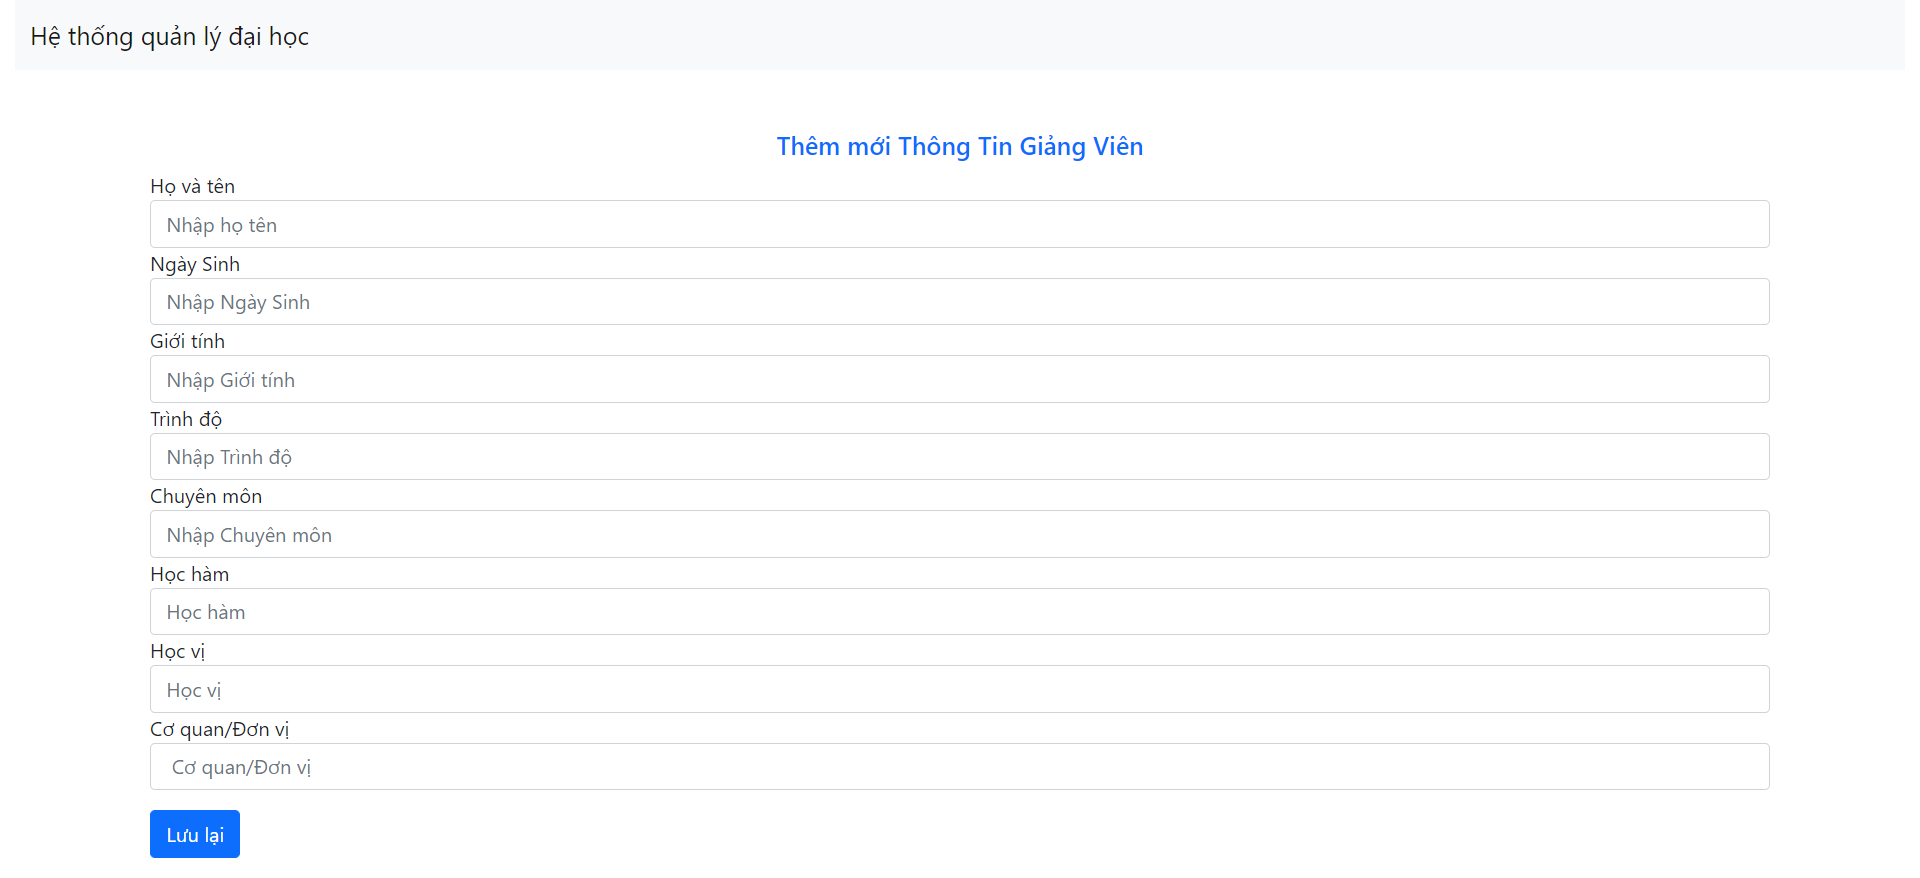 Hệ thống quản lý đại học
Thêm mới Thông Tin Giảng Viên
Họ và tên
Nhập họ tên
Ngày Sinh
Nhập Ngày Sinh
Giới tính
Nhập Giới tính
Trình độ
Nhập Trình độ
Chuyên môn
Nhập Chuyên môn
Học hàm
Học hàm
Học vị
Học vị
Cơ quan/Đơn vị
Cơ quan/Đơn vị
Lưu lại